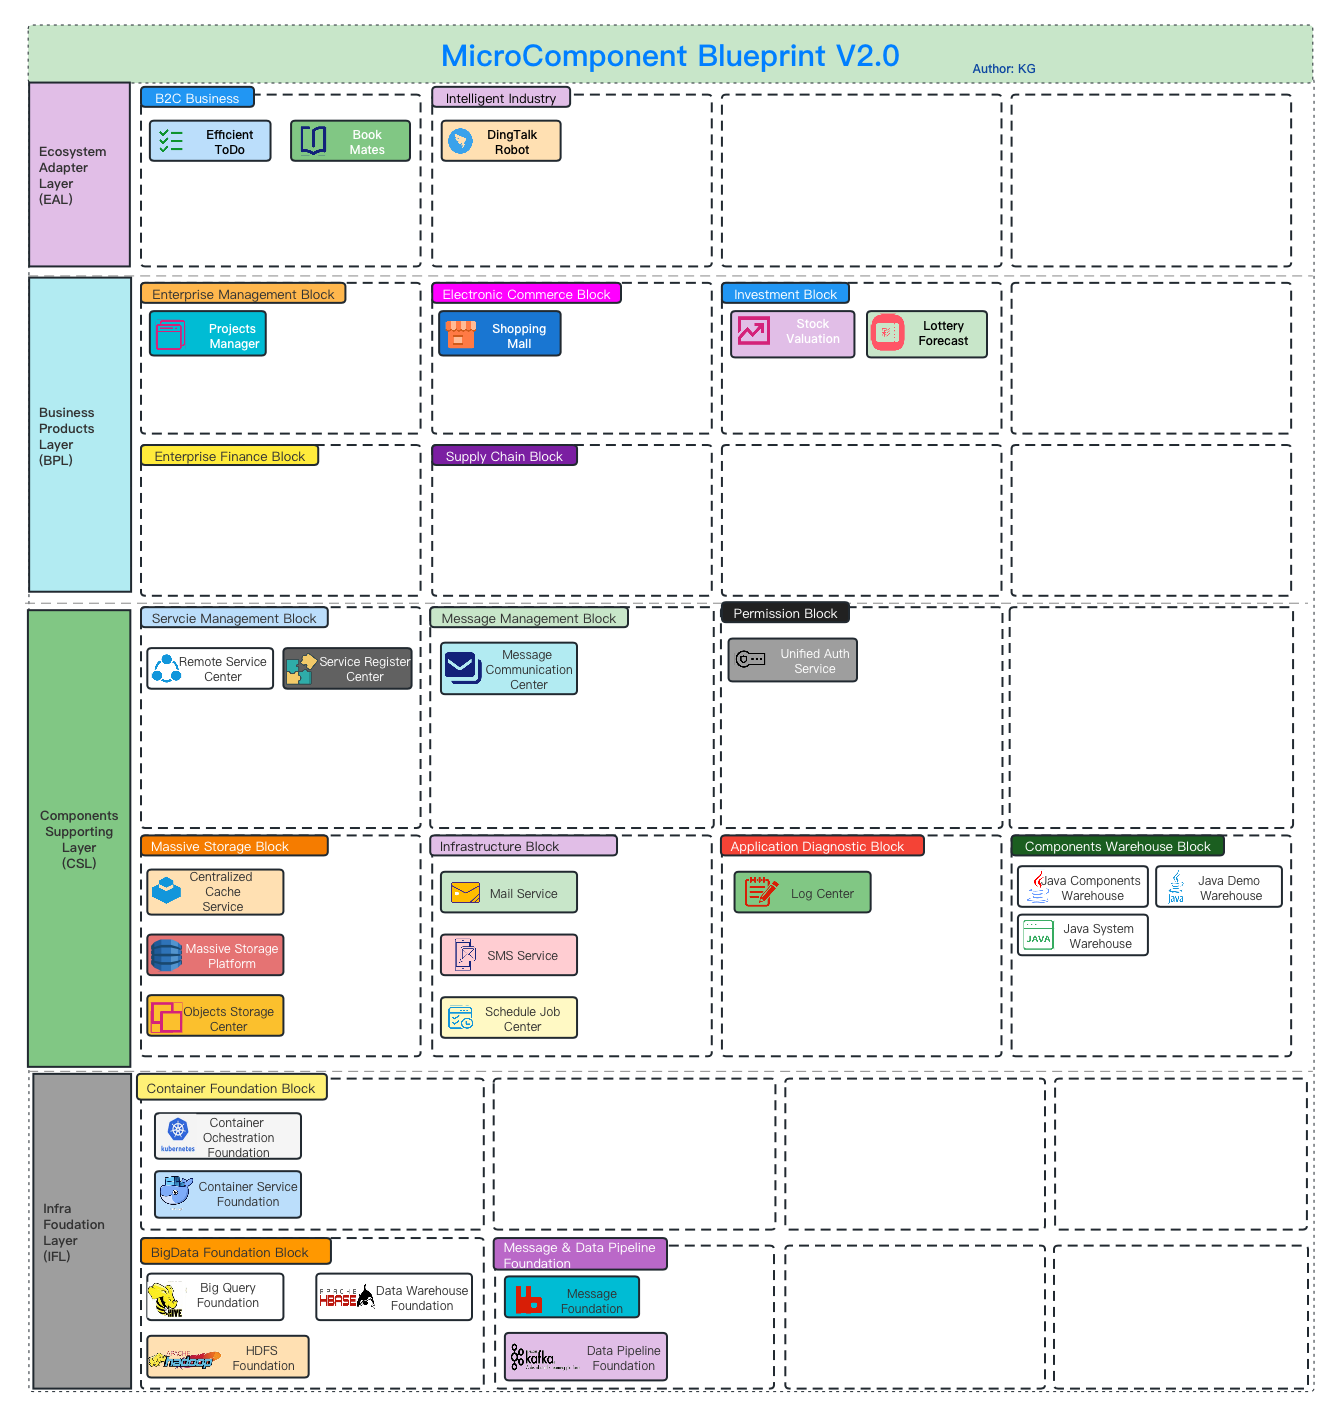 MicroComponent Blueprint V2.0
Author: KG
Ecosystem
Adapter
Layer
(EAL)
B2C Business
Efficient
ToDo
Book
Mates
Intelligent Industry
DingTalk
Robot
Business
Products
Layer
(BPL)
Enterprise Management Block
Projects
Manager
Electronic Commerce Block
Shopping
Mall
Investment Block
Stock
Valuation
Lottery
Forecast
Enterprise Finance Block
Supply Chain Block
Components
Supporting
Layer
(CSL)
Servcie Management Block
Remote Service
Center
Service Register
Center
Message Management Block
Message
Communication
Center
Permission Block
Unified Auth
Service
Massive Storage Block
Centralized
Cache
Service
Massive Storage
Platform
Objects Storage
Center
Infrastructure Block
Mail Service
SMS Service
Schedule Job
Center
Application Diagnostic Block
Log Center
Components Warehouse Block
Java Components
Warehouse
Java
Java Demo
Warehouse
JAVA
Java System
Warehouse
Infra
Foudation
Layer
(IFL)
Container Foundation Block
kubernetes
Container
Ochestration
Foundation
Container Service
Foundation
BigData Foundation Block
HIVE
Big Query
Foundation
APACHE
HBASE
Data Warehouse
Foundation
APACHE
hadoop
HDFS
Foundation
Message & Data Pipeline
Foundation
Message
Foundation
kafka
Data Pipeline
Foundation